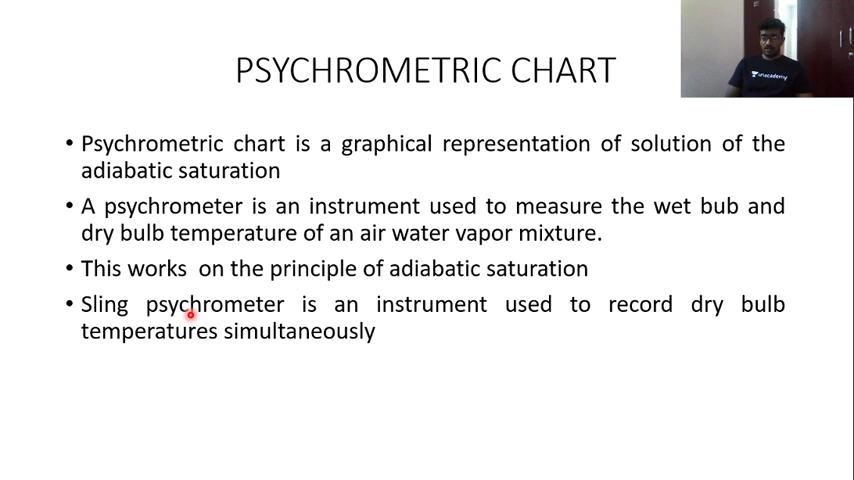 PSYCHROMETRIC CHART
unacademy
• Psychrometric chart is a graphical representation of solution of the
adiabatic saturation
• A psychrometer is an instrument used to measure the wet bub and
dry bulb temperature of an air water vapor mixture.
• This works on the principle of adiabatic saturation
• Sling psychrometer is an instrument used to record dry bulb
temperatures simultaneously